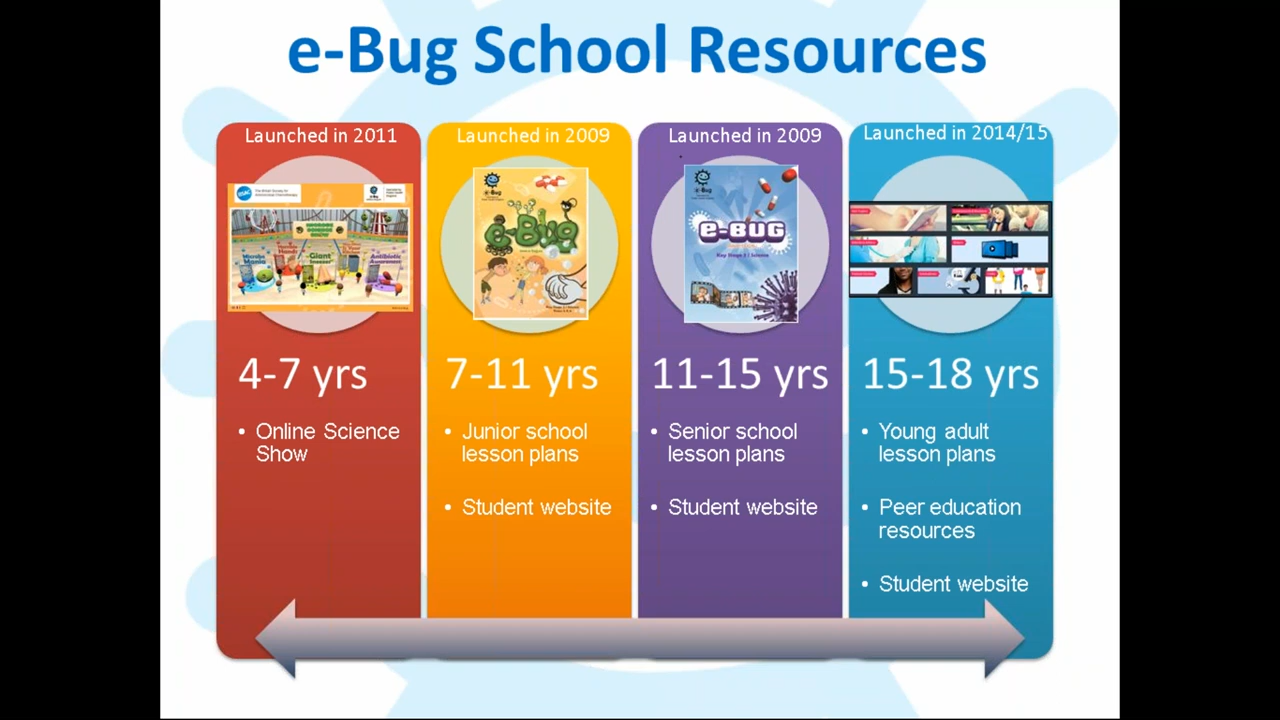 e-Bug School Resources
Launched in 2011
Launched in 2009
Launched in 2009
Launched in 2014/15
e-Bug
e-Bug
e-Bug
e-BUG
4-7 yrs
7-11 yrs
11-15 yrs
15-18 yrs
• Online Science
Show
• Junior school
lesson plans
• Student website
• Senior school
lesson plans
• Student website
• Young adult
lesson plans
• Peer education
resources
• Student website